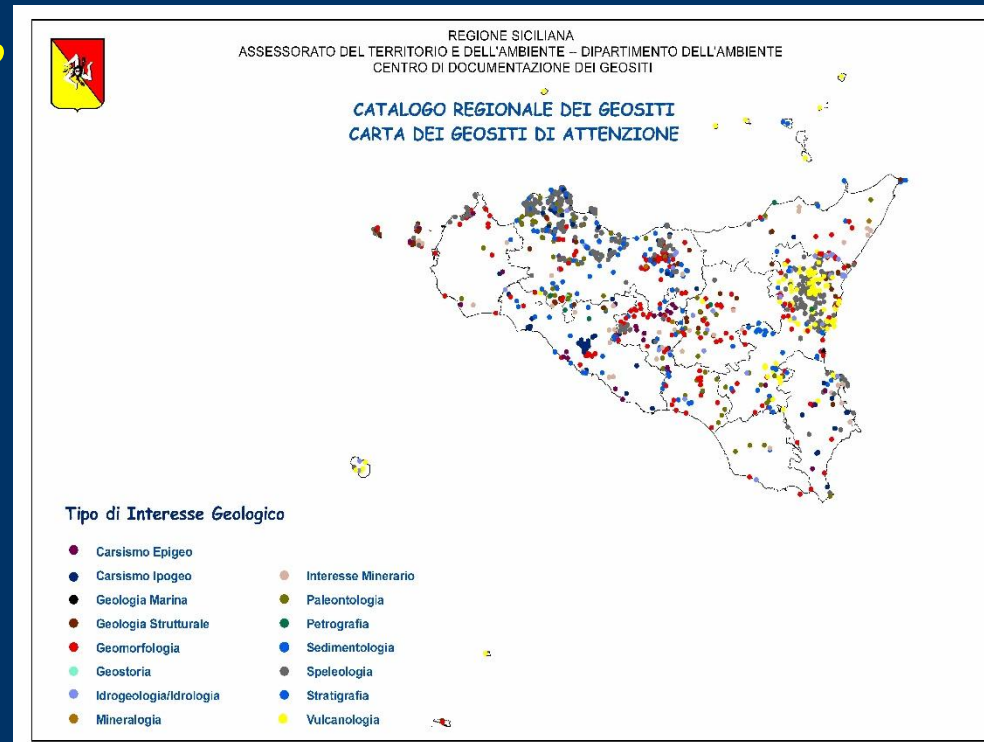 REGIONE SICILIANA
ASSESSORATO DEL TERRITORIO E DELL'AMBIENTE – DIPARTIMENTO DELL'AMBIENTE
CENTRO DI DOCUMENTAZIONE DEI GEOSITI
CATALOGO REGIONALE DEI GEOSITI
CARTA DEI GEOSITI DI ATTENZIONE
Tipo di Interesse Geologico
Carsismo Epigeo
Carsismo Ipogeo
Geologia Marina
Geologia Strutturale
Geomorfologia
Geostoria
Idrogeologia/Idrologia
Mineralogia
Interesse Minerario
Paleontologia
Petrografia
Sedimentologia
Speleologia
Stratigrafia
Vulcanologia